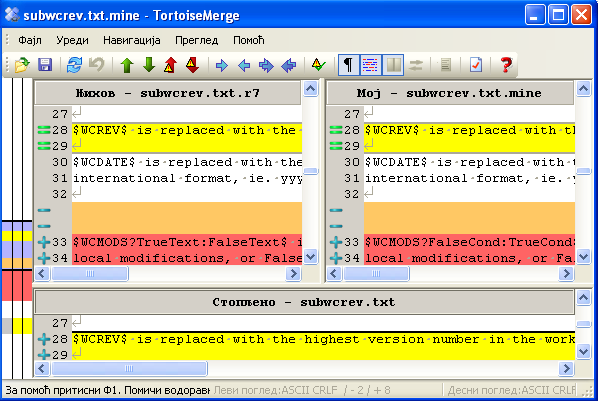 subwcrev.txt.mine - TortoiseMerge
Фајл Уреди Навигација Преглед Помоћ
Њихов - subwcrev.txt.r7
27
28 $WCREV$ is replaced with the
29
30 $WCDATE$ is replaced with the
31 international format, ie. yyy
32
33 $WCMODS?TrueText:FalseText$ i
34 local modifications, or False
Мој - subwcrev.txt.mine
27
28 $WCREV$ is replaced with th
29
30 $WCDATE$ is replaced with t
31 international format, ie. y
32
33 $WCMODS?FalseCond:TrueCond
34 local modifications, or Fa
Стопљено - subwcrev.txt
27
28 $WCREV$ is replaced with the highest version number in the work
29
За помоћ притисни Ф1. Помичи водоравн Леви поглед:ASCII CRLF / - 2 / + 8 Десни поглед:ASCII CRLF